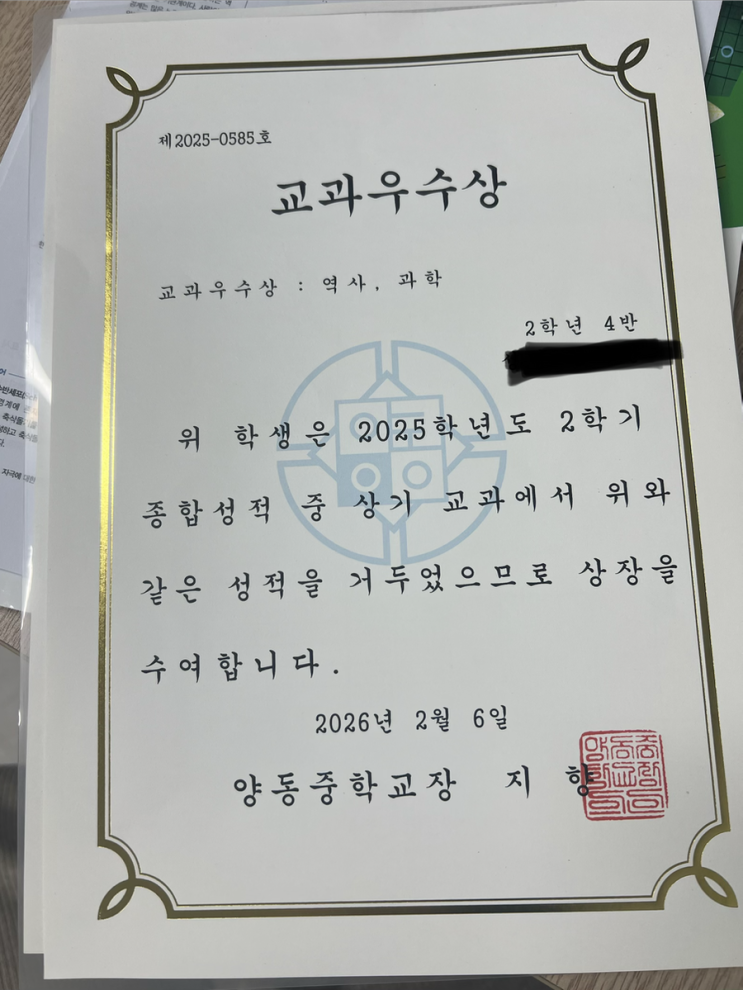 제2025-0585호
교과우수상
교과우수상 : 역사, 과학
2학년 4반
위 학생은 2025학년도 2학기
종합성적 중 상기 교과에서 위와
같은 성적을 거두었으므로 상장을
수여합니다.
2026년 2월 6일
양동중학교장 지 향